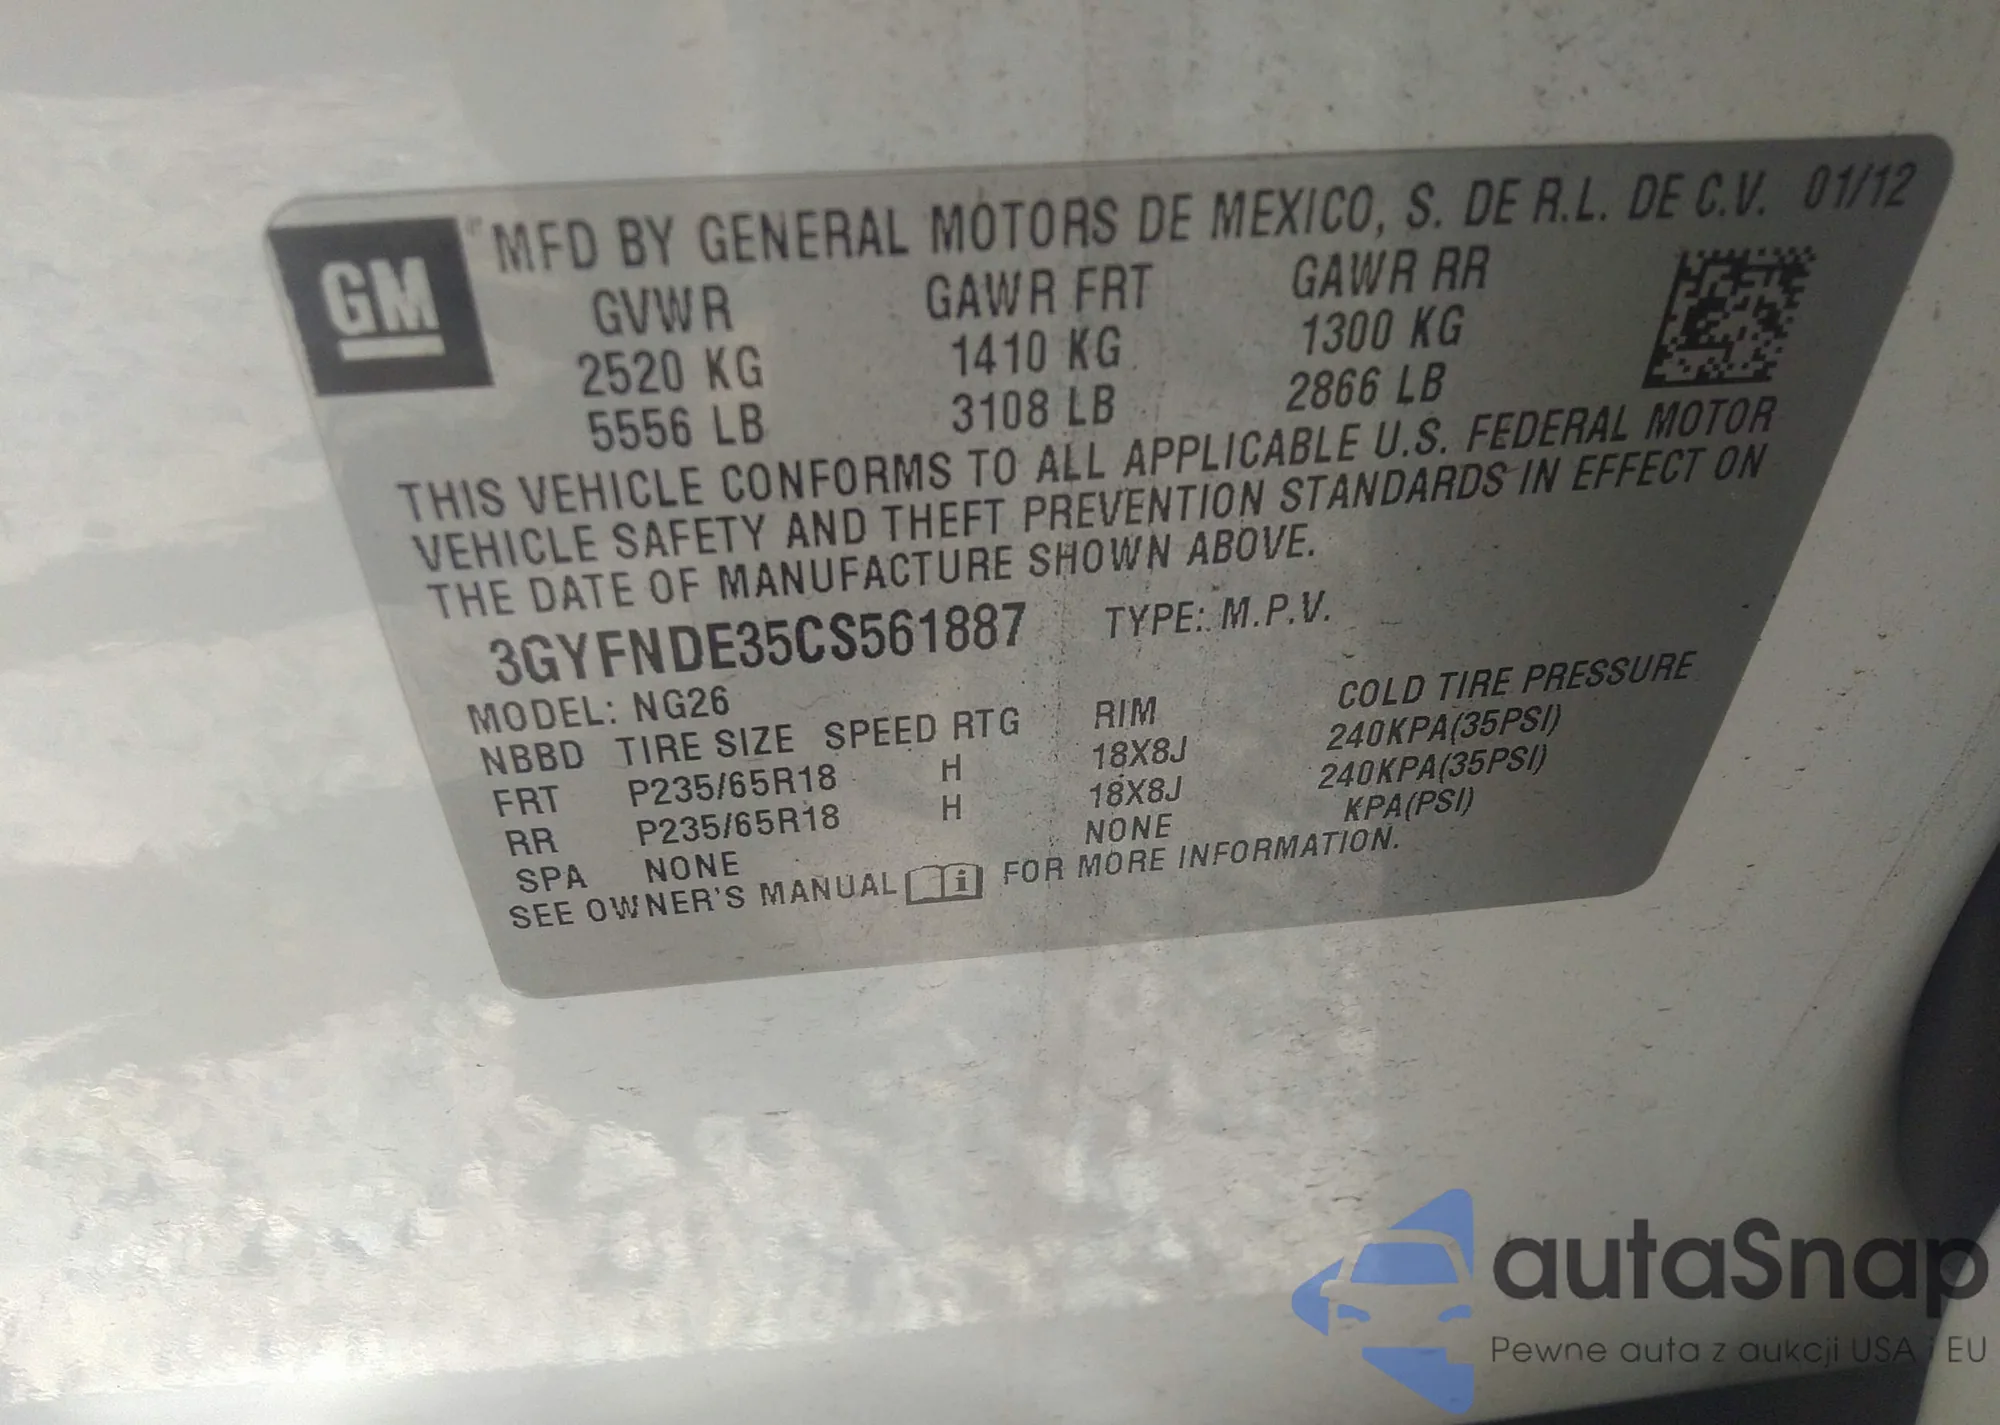 GM
MFD BY GENERAL MOTORS DE MEXICO, S. DE R.L. DE C.V. 01/12
GVWR GAWR FRT GAWR RR
2520 KG 1410 KG 1300 KG
5556 LB 3108 LB 2866 LB
THIS VEHICLE CONFORMS TO ALL APPLICABLE U.S. FEDERAL MOTOR
VEHICLE SAFETY AND THEFT PREVENTION STANDARDS IN EFFECT ON
THE DATE OF MANUFACTURE SHOWN ABOVE.
3GYFNDE35CS561887 TYPE: M.P.V.
MODEL: NG26
NBBD TIRE SIZE SPEED RTG RIM COLD TIRE PRESSURE
FRT P235/65R18 H 18X8J 240KPA(35PSI)
RR P235/65R18 H 18X8J 240KPA(35PSI)
SPA NONE NONE KPA(PSI)
SEE OWNER'S MANUAL i FOR MORE INFORMATION.
autaSnap
Pewne auta z aukcji USA i EU